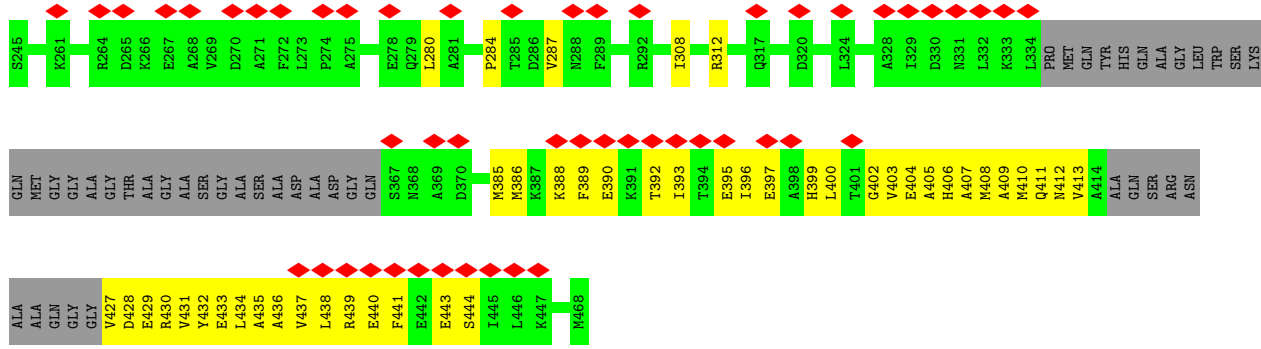 S245 K261 R264 D265 K266 E267 A268 V269 D270 A271 F272 L273 P274 A275 E278 Q279 L280 A281 P284 T285 D286 V287 N288 F289 R292 I308 R312 Q317 D320 L324 A328 I329 D330 N331 L332 K333 L334 PRO MET GLN TYR HIS GLN ALA GLY LEU TRP SER LYS
GLN MET GLY GLY ALA GLY THR ALA GLY ALA SER GLY ALA SER ALA ASP ALA ASP GLY GLN S367 N368 A369 D370 M385 M386 K387 K388 F389 E390 K391 T392 I393 T394 E395 I396 E397 A398 H399 L400 T401 G402 V403 E404 A405 H406 A407 M408 A409 M410 Q411 N412 V413 A414 ALA GLN SER ARG ASN
ALA ALA GLN GLY GLY V427 D428 E429 R430 V431 Y432 E433 L434 A435 A436 V437 L438 R439 E440 F441 E442 E443 S444 I445 L446 K447 M468